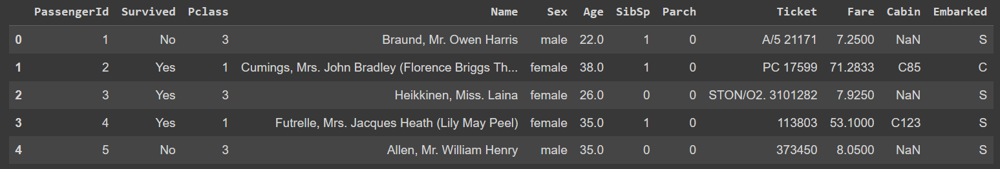 PassengerId Survived Pclass Name Sex Age SibSp Parch Ticket Fare Cabin Embarked
0 1 No 3 Braund, Mr. Owen Harris male 22.0 1 0 A/5 21171 7.2500 NaN S
1 2 Yes 1 Cumings, Mrs. John Bradley (Florence Briggs Th... female 38.0 1 0 PC 17599 71.2833 C85 C
2 3 Yes 3 Heikkinen, Miss. Laina female 26.0 0 0 STON/O2. 3101282 7.9250 NaN S
3 4 Yes 1 Futrelle, Mrs. Jacques Heath (Lily May Peel) female 35.0 1 0 113803 53.1000 C123 S
4 5 No 3 Allen, Mr. William Henry male 35.0 0 0 373450 8.0500 NaN S